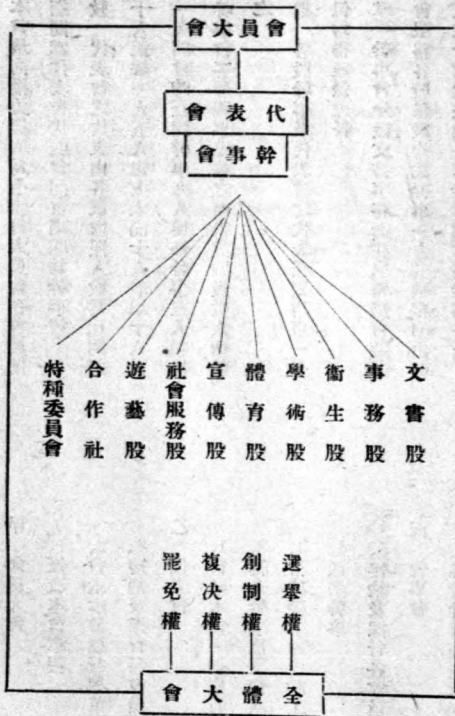 會員大會
代表會
幹事會
文書股
事務股
衞生股
學術股
體育股
宣傳股
社會服務股
遊藝股
合作社
特種委員會
選舉權
創制權
複决權
罷免權
全體大會